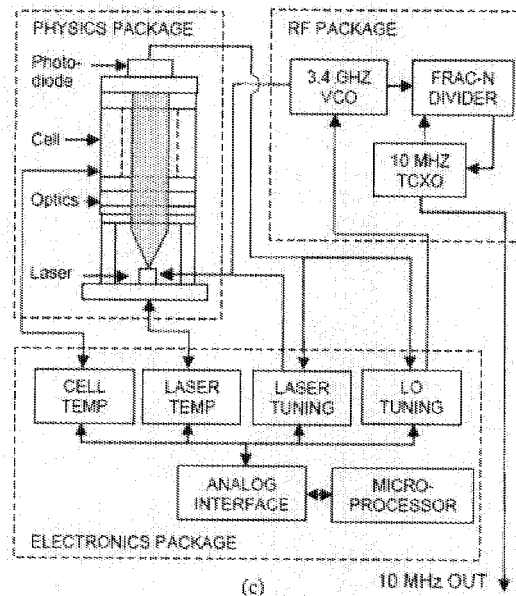 PHYSICS PACKAGE
Photo-
diode
Cell
Optics
Laser
RF PACKAGE
3.4 GHZ
VCO
FRAC-N
DIVIDER
10 MHZ
TCXO
CELL
TEMP
LASER
TEMP
LASER
TUNING
LO
TUNING
ANALOG
INTERFACE
MICRO-
PROCESSOR
ELECTRONICS PACKAGE
10 MHz OUT
(c)